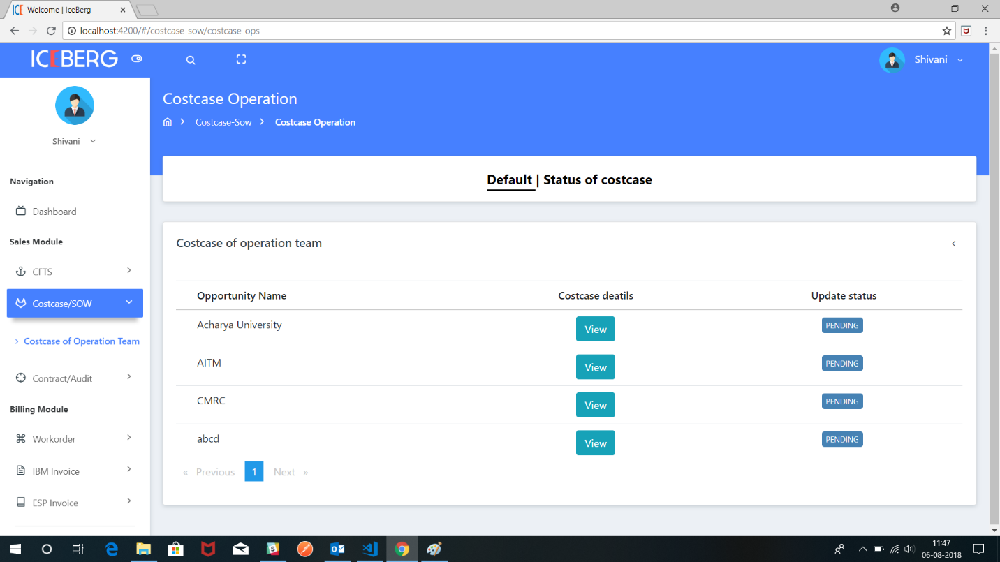 Welcome | IceBerg
localhost:4200/#/costcase-sow/costcase-ops
ICEBERG
Shivani
Shivani
Navigation
Dashboard
Sales Module
CFTS
Costcase/SOW
Costcase of Operation Team
Contract/Audit
Billing Module
Workorder
IBM Invoice
ESP Invoice
Costcase Operation
Costcase-Sow Costcase Operation
Default | Status of costcase
Costcase of operation team
Opportunity Name Costcase deatils Update status
Acharya University View PENDING
AITM View PENDING
CMRC View PENDING
abcd View PENDING
« Previous 1 Next »
11:47
06-08-2018